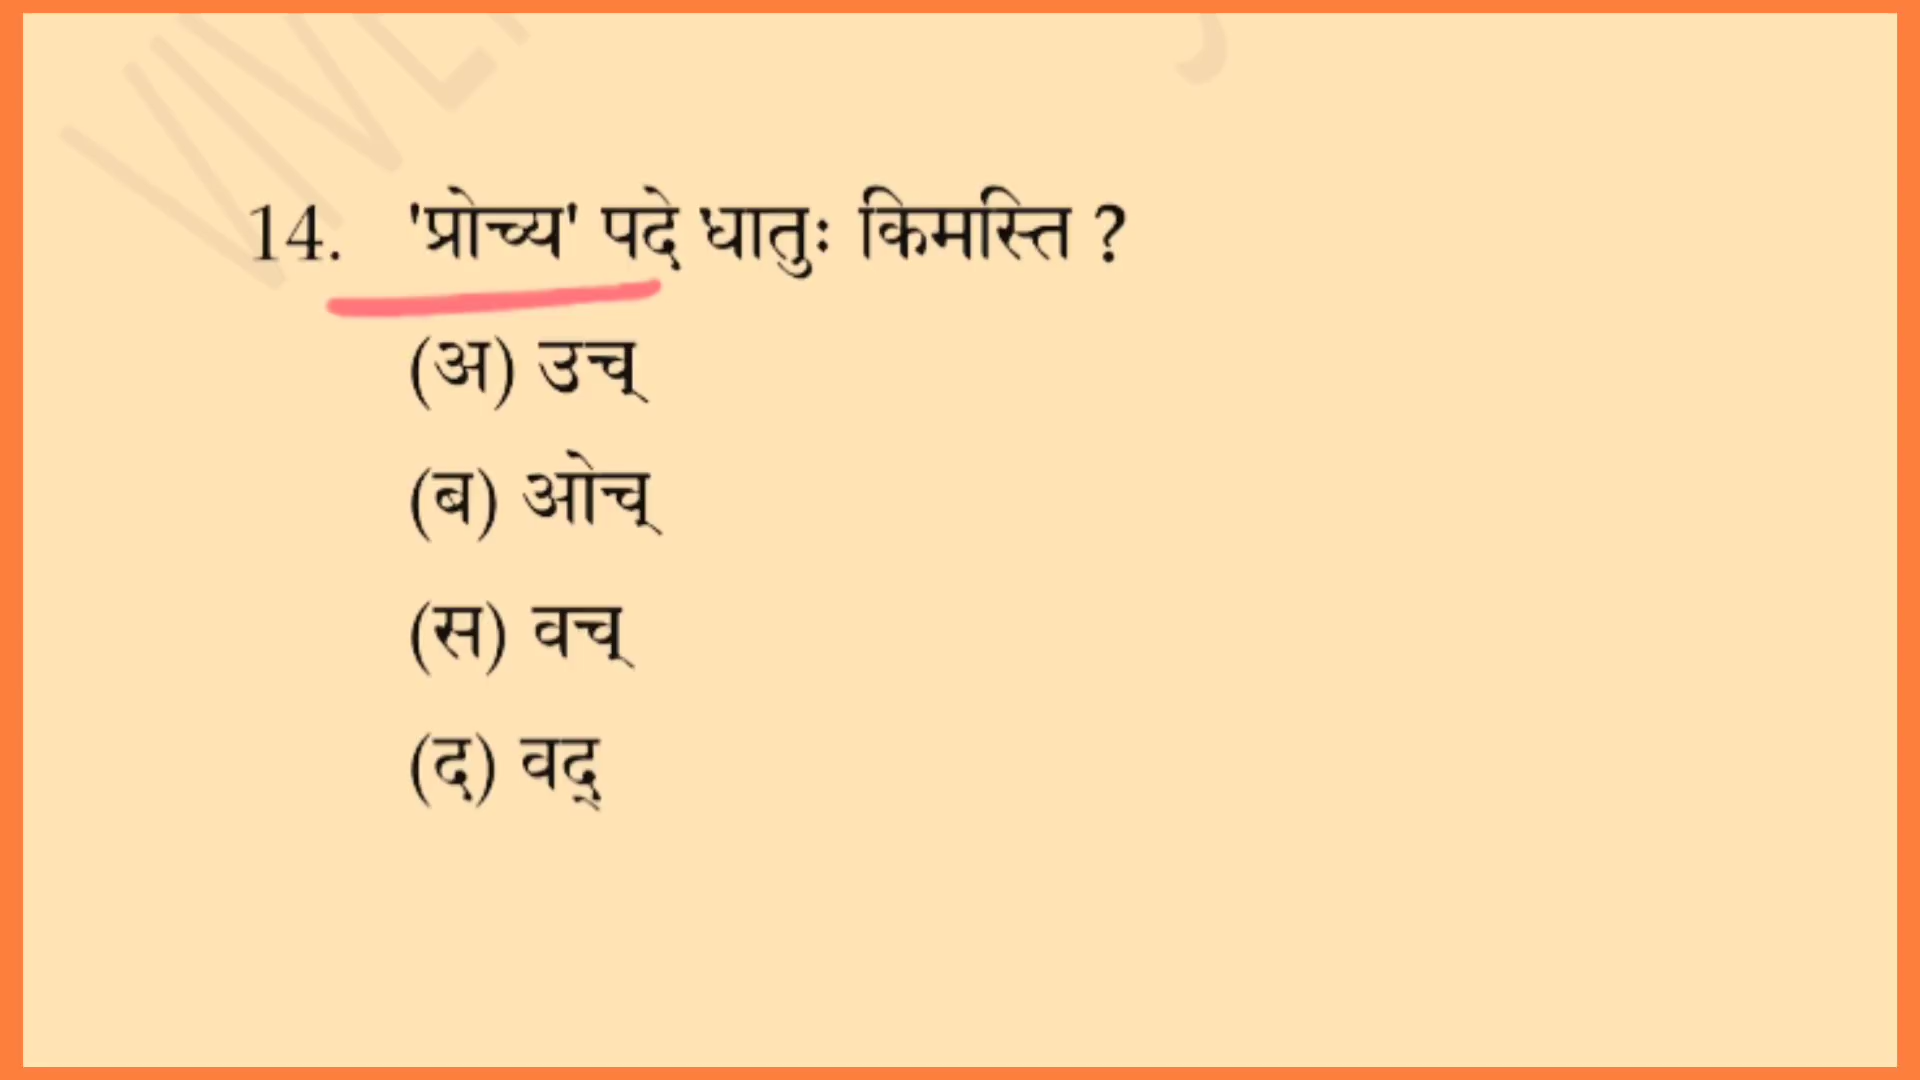 14. 'प्रोच्य' पदे धातुः किमस्ति ?
(अ) उच्
(ब) ओच्
(स) वच्
(द) वद्